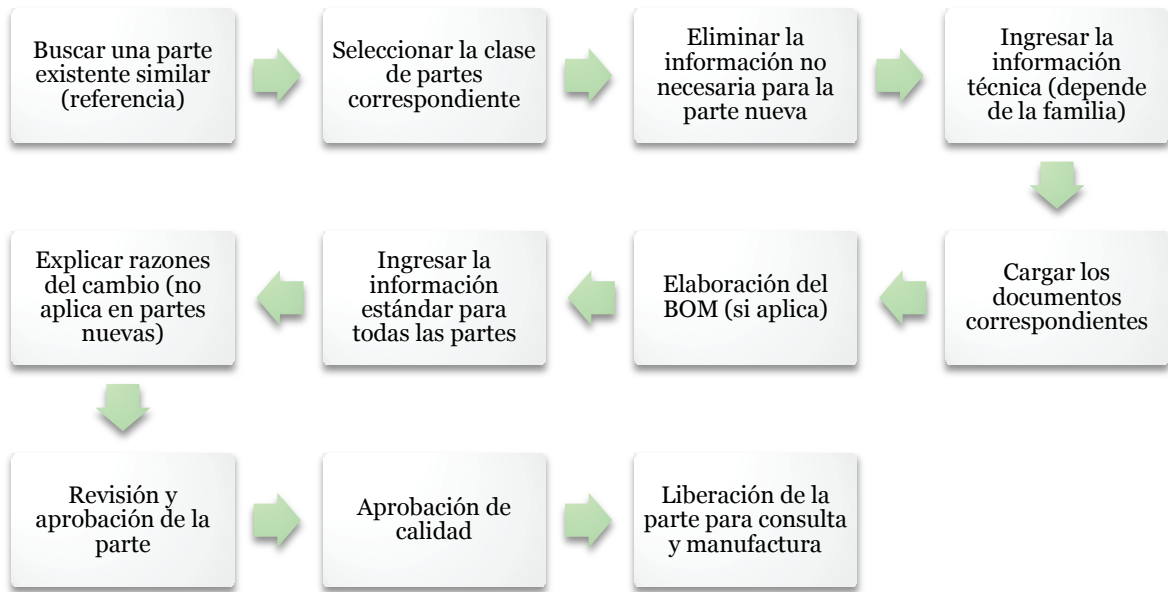 Buscar una parte
existente similar
(referencia)
Seleccionar la clase
de partes
correspondiente
Eliminar la
información no
necesaria para la
parte nueva
Ingresar la
información
técnica (depende
de la familia)
Cargar los
documentos
correspondientes
Elaboración del
BOM (si aplica)
Ingresar la
información
estándar para
todas las partes
Explicar razones
del cambio (no
aplica en partes
nuevas)
Revisión y
aprobación de la
parte
Aprobación de
calidad
Liberación de la
parte para consulta
y manufactura